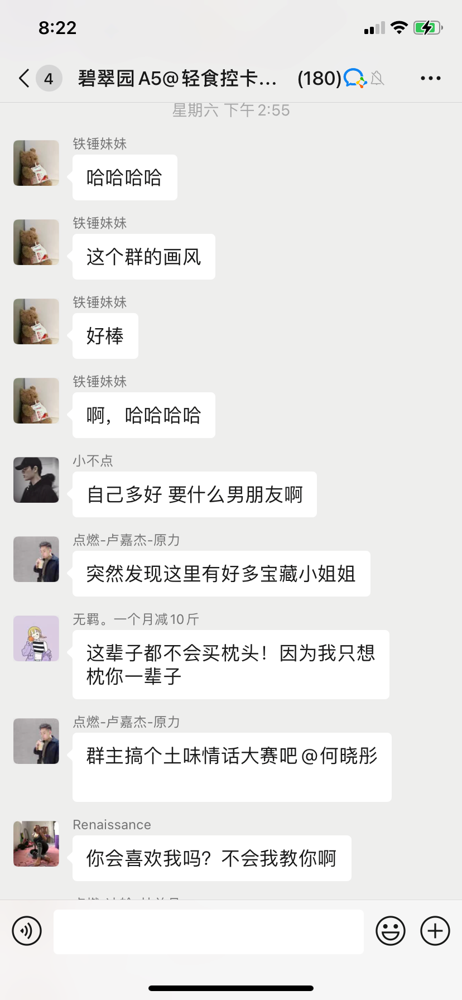 8:22
4
碧翠园A5@轻食控卡... (180)
星期六 下午2:55
铁锤妹妹
哈哈哈哈
铁锤妹妹
这个群的画风
铁锤妹妹
好棒
铁锤妹妹
啊，哈哈哈哈
小不点
自己多好 要什么男朋友啊
点燃-卢嘉杰-原力
突然发现这里有好多宝藏小姐姐
无羁。一个月减10斤
这辈子都不会买枕头！因为我只想
枕你一辈子
点燃-卢嘉杰-原力
群主搞个土味情话大赛吧@何晓彤
Renaissance
你会喜欢我吗？不会我教你啊